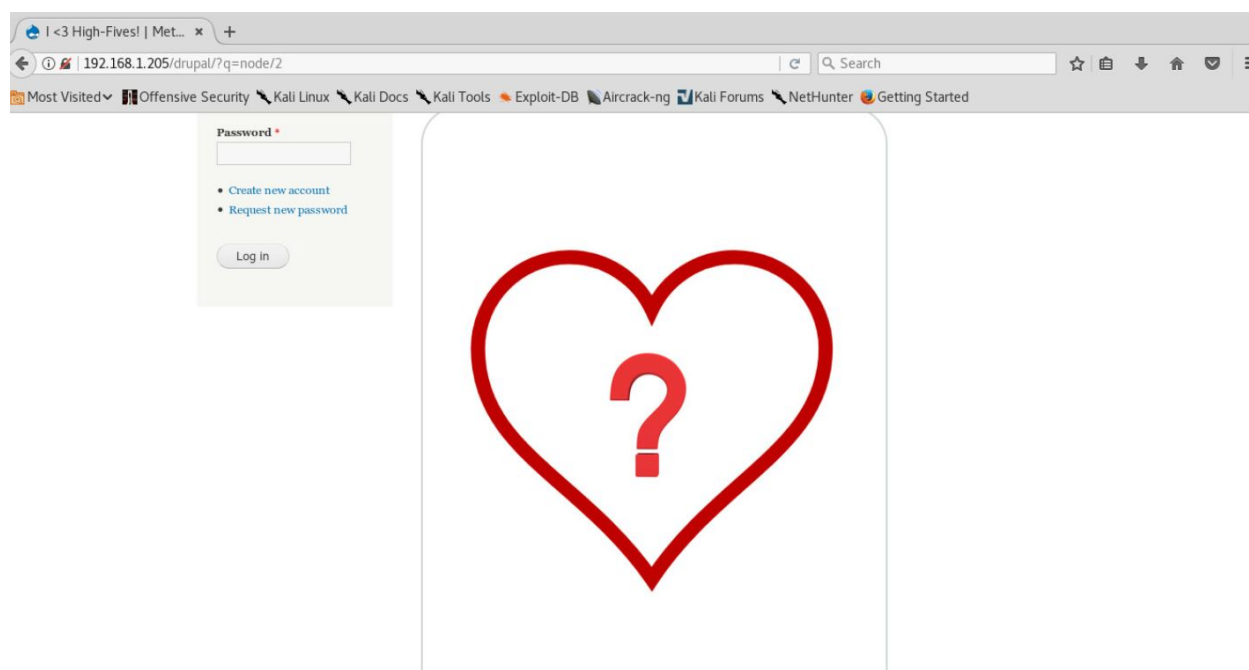 I <3 High-Fives! | Met...
192.168.1.205/drupal/?q=node/2
Search
Most Visited Offensive Security Kali Linux Kali Docs Kali Tools Exploit-DB Aircrack-ng Kali Forums NetHunter Getting Started
Password *
Create new account
Request new password
Log in
?